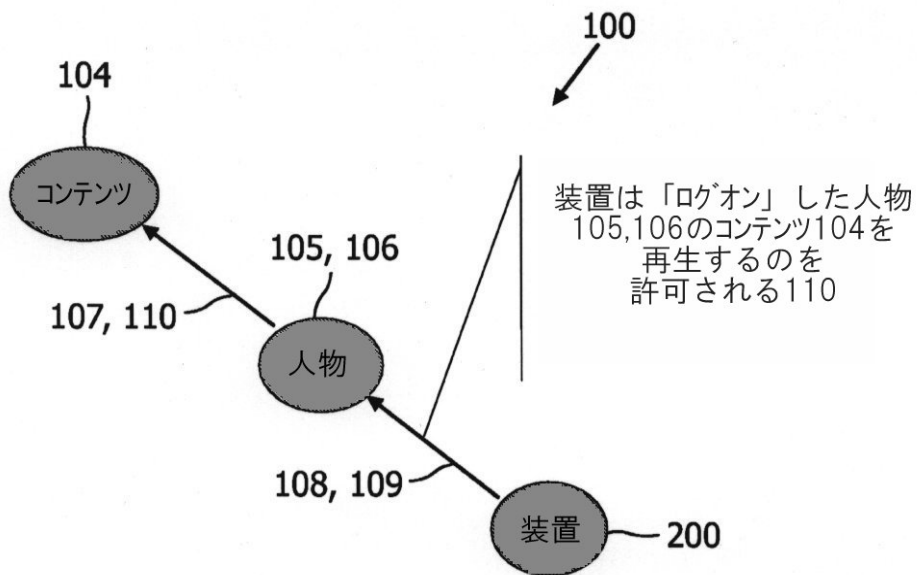 100
104
コンテンツ
装置は「ログオン」した人物
105,106のコンテンツ104を
再生するのを
許可される110
105, 106
107, 110
人物
108, 109
装置
200